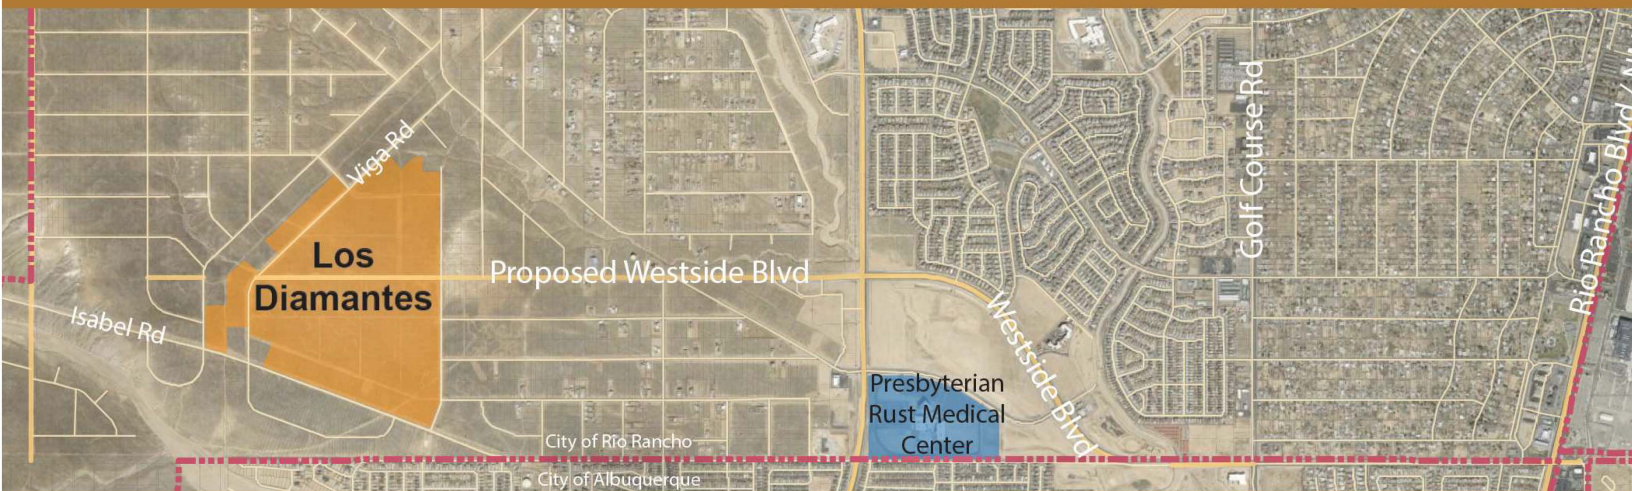 Viga Rd
Golf Course Rd
Rio Rancho Blvd /
Los
Diamantes
Proposed Westside Blvd
Isabel Rd
Westside Blvd
Presbyterian
Rust Medical
Center
City of Rio Rancho
City of Albuquerque